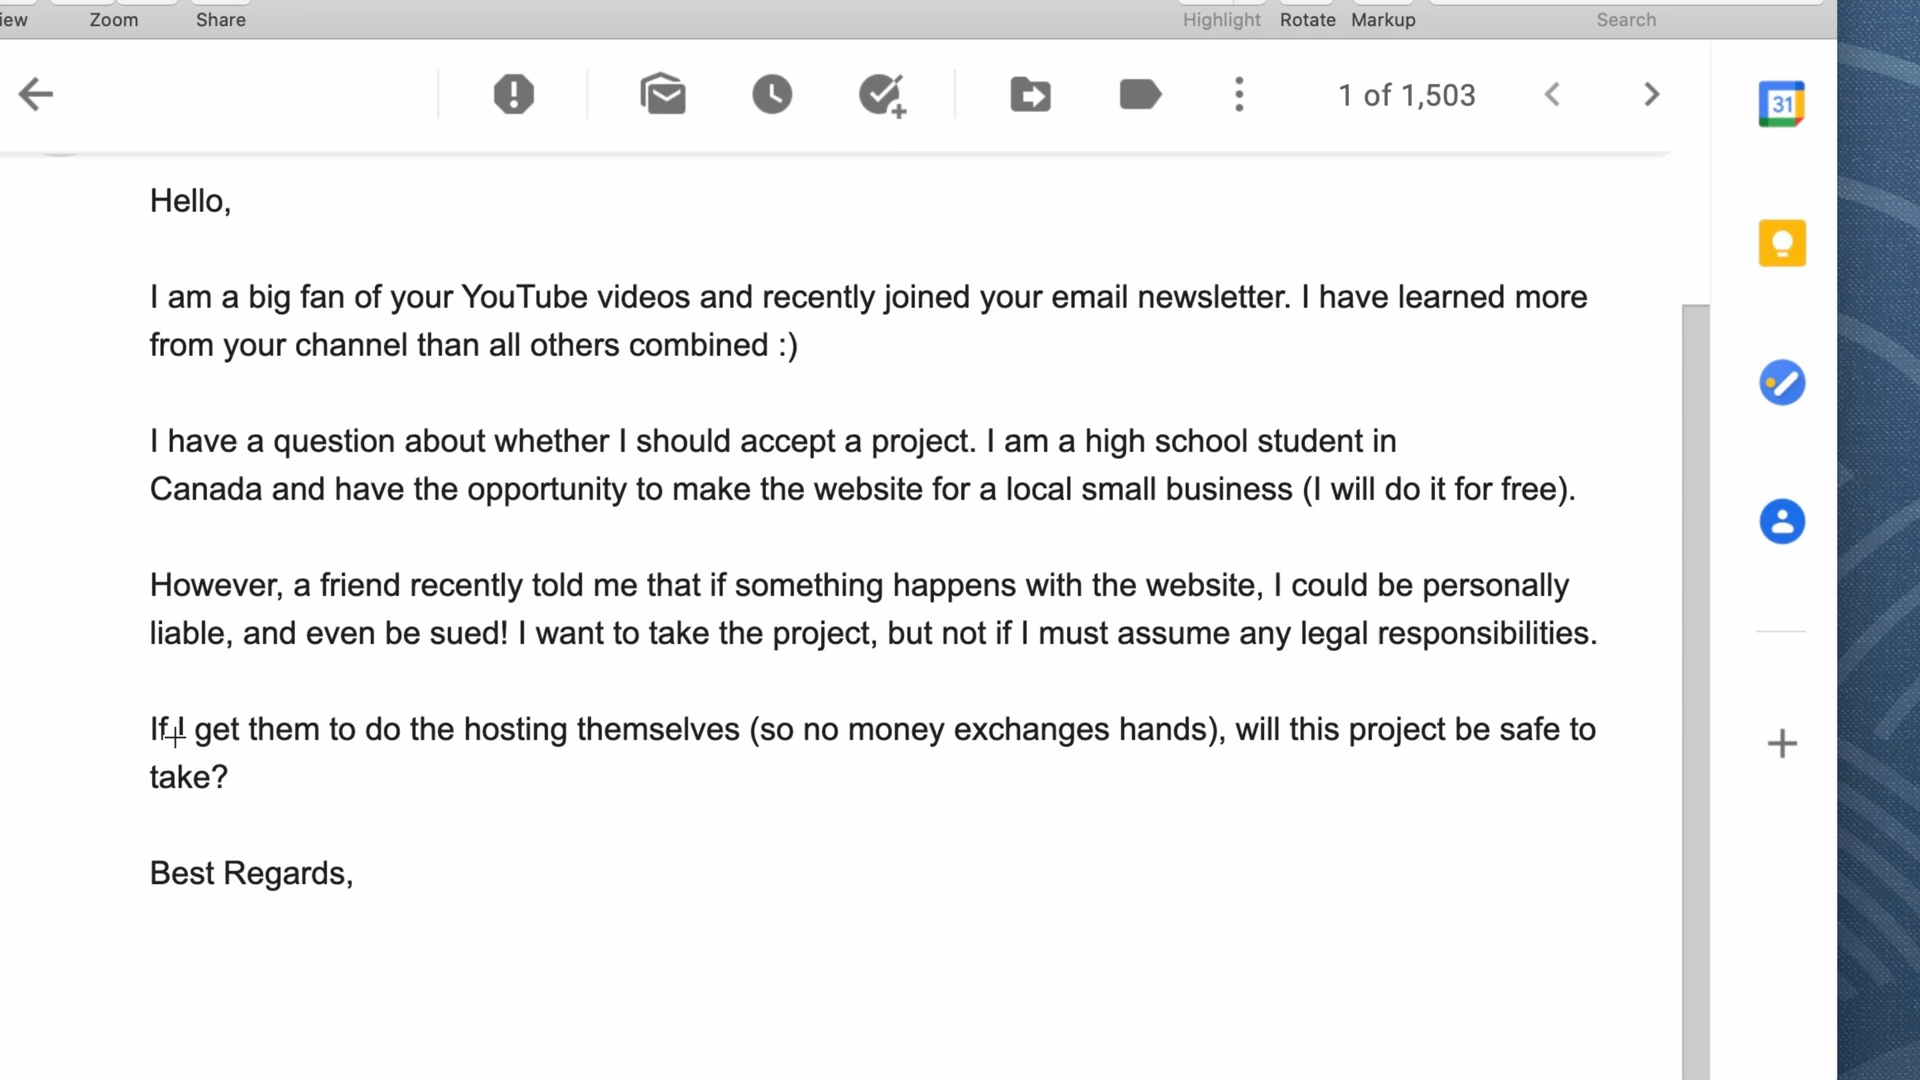 iew Zoom Share Highlight Rotate Markup Search
1 of 1,503
31
Hello,
I am a big fan of your YouTube videos and recently joined your email newsletter. I have learned more
from your channel than all others combined :)
I have a question about whether I should accept a project. I am a high school student in
Canada and have the opportunity to make the website for a local small business (I will do it for free).
However, a friend recently told me that if something happens with the website, I could be personally
liable, and even be sued! I want to take the project, but not if I must assume any legal responsibilities.
If I get them to do the hosting themselves (so no money exchanges hands), will this project be safe to
take?
Best Regards,